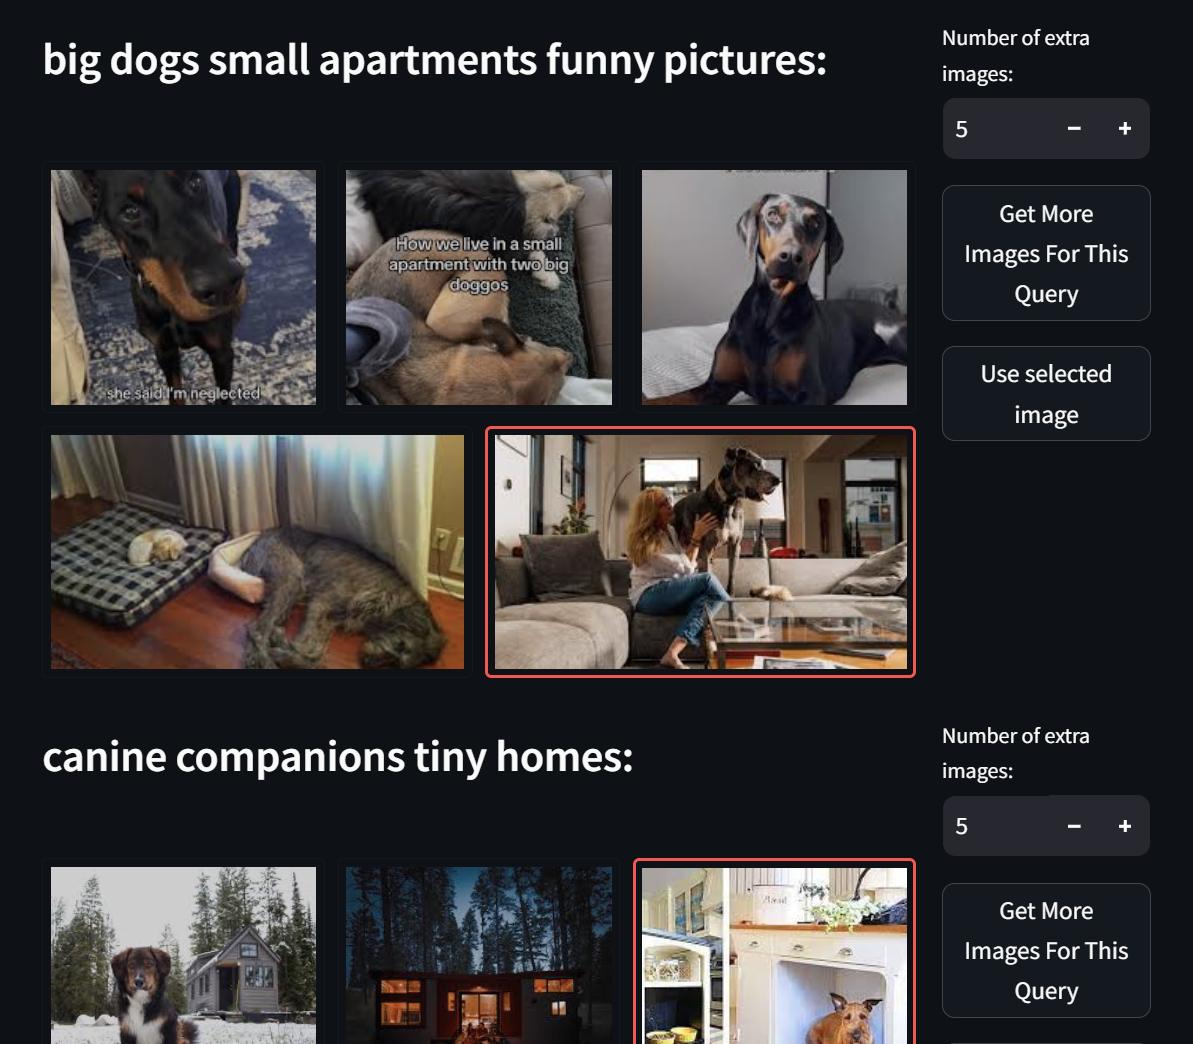 big dogs small apartments funny pictures:
Number of extra
images:
5
Get More
Images For This
Query
Use selected
image
she said I'm neglected
How we live in a small
apartment with two big
doggos
canine companions tiny homes:
Number of extra
images:
5
Get More
Images For This
Query